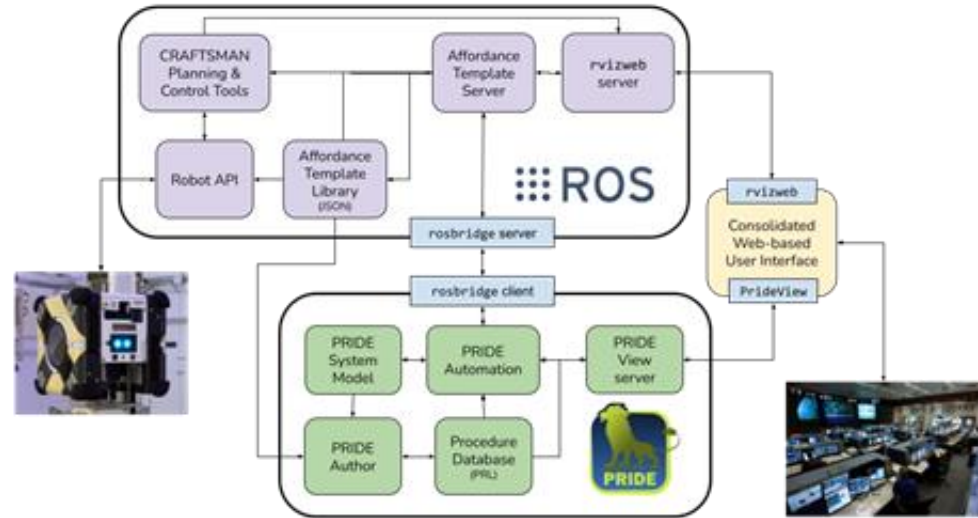 CRAFTSMAN
Planning &
Control Tools
Affordance
Template
Server
rvizweb
server
Robot API
Affordance
Template
Library
(JSON)
ROS
rosbridge server
rvizweb
Consolidated
Web-based
User Interface
PrideView
rosbridge client
PRIDE
System
Model
PRIDE
Automation
PRIDE
View
server
PRIDE
Author
Procedure
Database
(PRL)
PRIDE